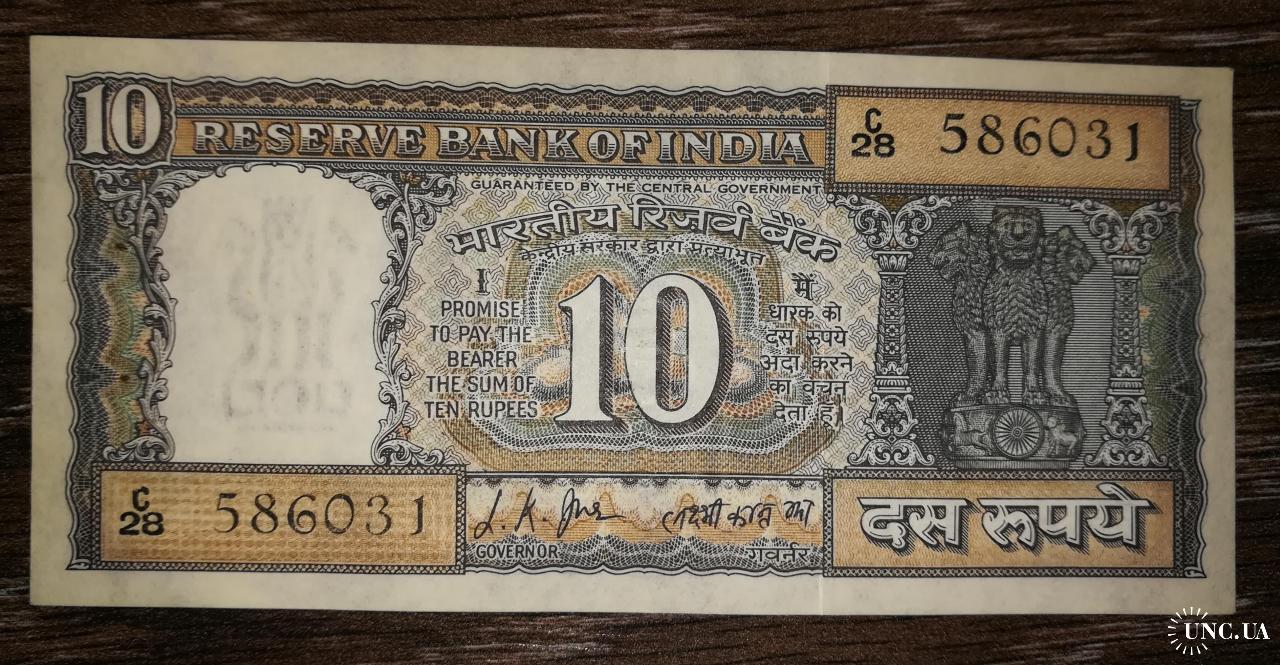 10
RESERVE BANK OF INDIA
C
28 586031
GUARANTEED BY THE CENTRAL GOVERNMENT
भारतीय रिज़र्व बैंक
केन्द्रीय सरकार द्वारा प्रत्याभूत
I
PROMISE
TO PAY THE
BEARER
THE SUM OF
TEN RUPEES
10
मैं
धारक को
दस रुपये
अदा करने
का वचन
देता हूँ।
C
28 586031
GOVERNOR
गवर्नर
दस रुपये
UNC.UA